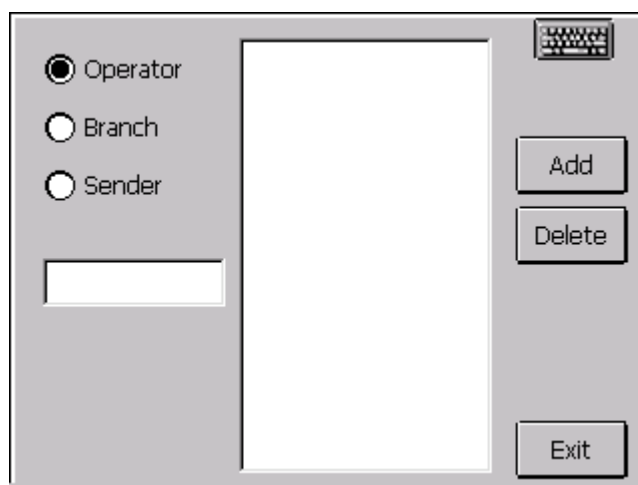 Operator
Branch
Sender
Add
Delete
Exit